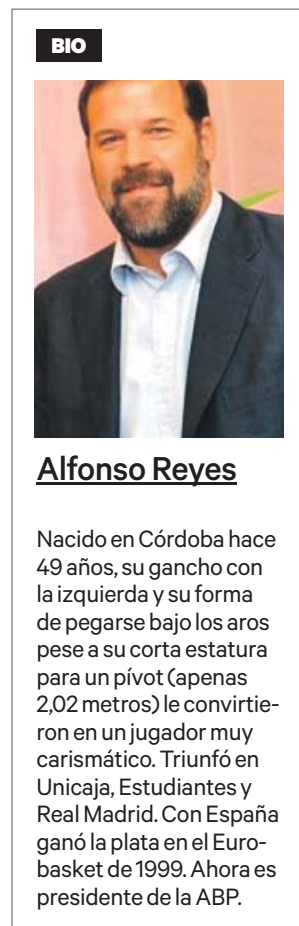 BIO
Alfonso Reyes
Nacido en Córdoba hace
49 años, su gancho con
la izquierda y su forma
de pegarse bajo los aros
pese a su corta estatura
para un pívot (apenas
2,02 metros) le convirtie-
ron en un jugador muy
carismático. Triunfó en
Unicaja, Estudiantes y
Real Madrid. Con España
ganó la plata en el Euro-
basket de 1999. Ahora es
presidente de la ABP.